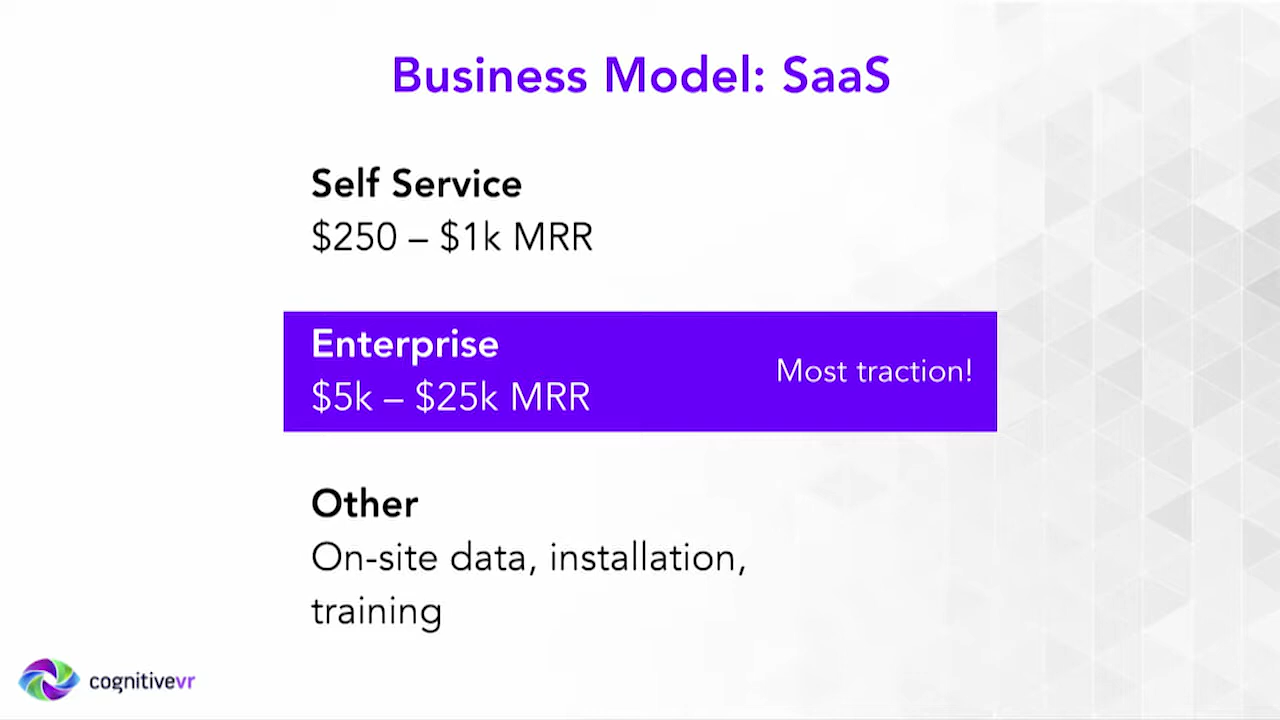 Business Model: SaaS
Self Service
$250 – $1k MRR
Enterprise
$5k – $25k MRR
Most traction!
Other
On-site data, installation,
training
cognitivevr